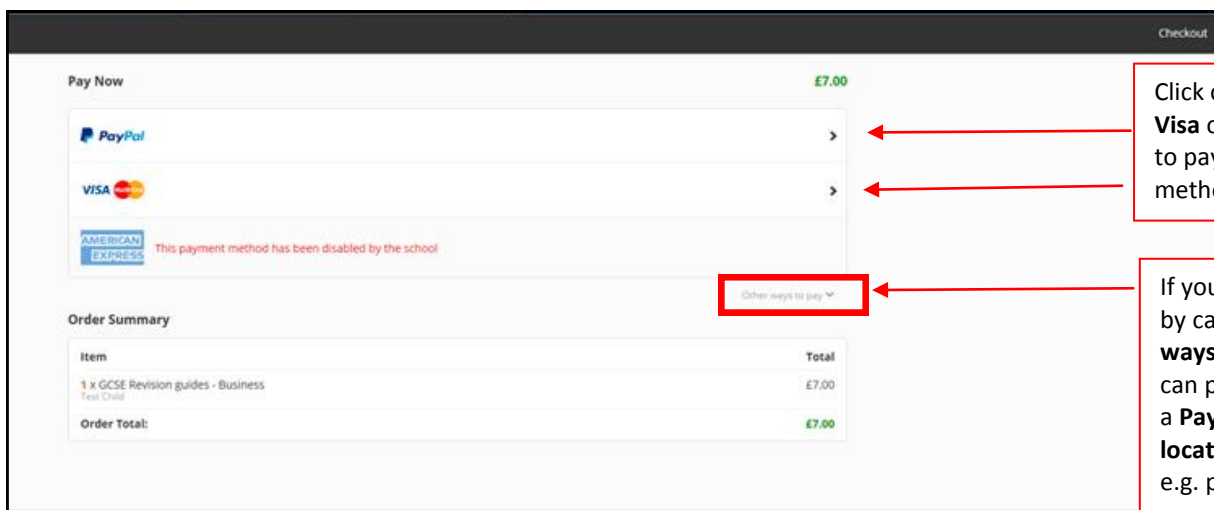 Checkout
Pay Now £7.00
PayPal
VISA
AMERICAN
EXPRESS
This payment method has been disabled by the school
Other ways to pay
Order Summary
Item Total
1 x GCSE Revision guides - Business £7.00
Test Child
Order Total: £7.00
Click
Visa
to pay
If you
by ca
ways
can p
a Pay
locat
e.g. p